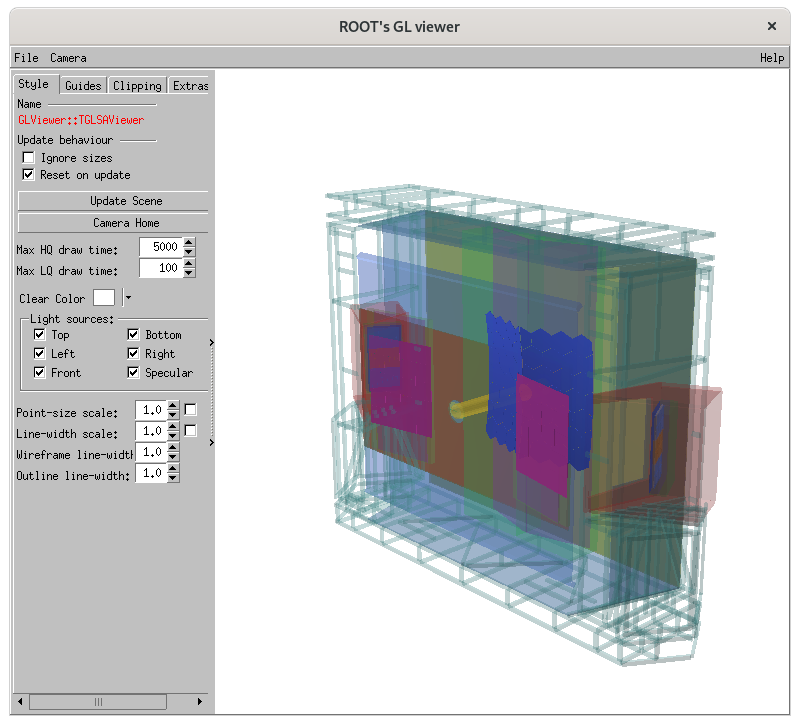 ROOT's GL viewer
File Camera Help
Style Guides Clipping Extras
Name
GLViewer::TGLSAViewer
Update behaviour
Ignore sizes
Reset on update
Update Scene
Camera Home
Max HQ draw time: 5000
Max LQ draw time: 100
Clear Color
Light sources:
Top Bottom
Left Right
Front Specular
Point-size scale: 1.0
Line-width scale: 1.0
Wireframe line-widt 1.0
Outline line-width: 1.0